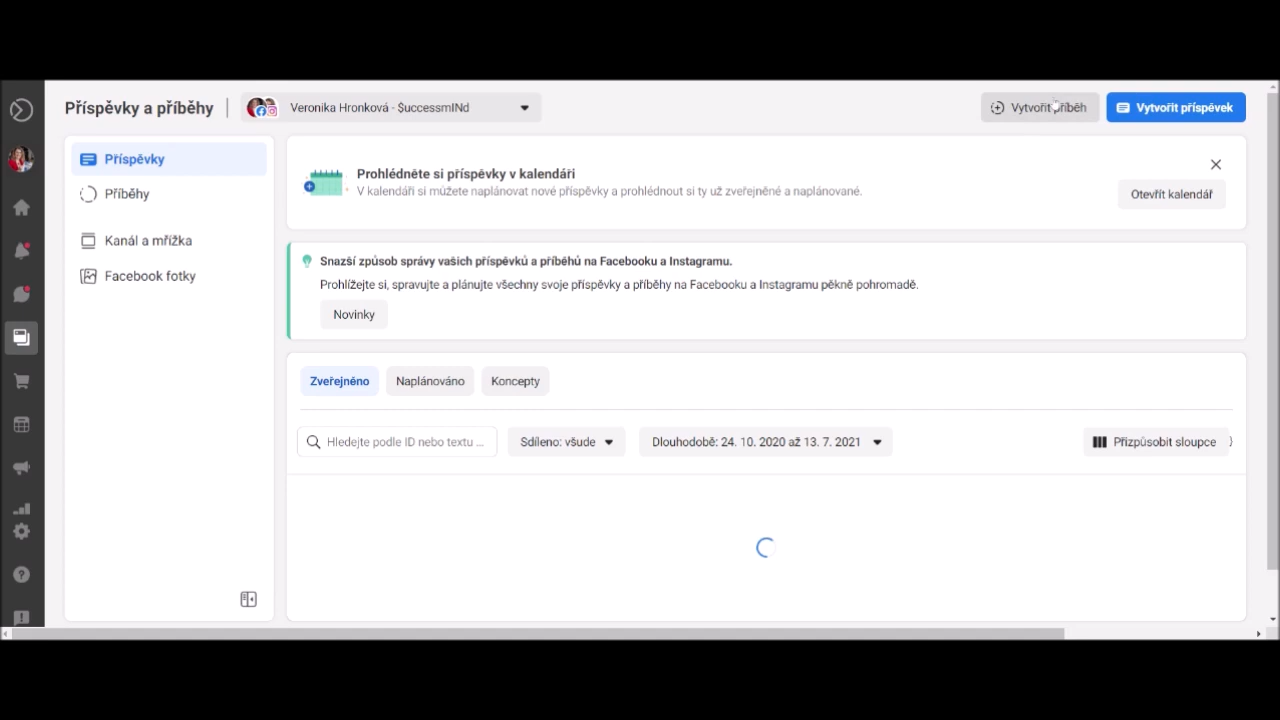 Příspěvky a příběhy
Veronika Hronková - $uccessmINd
Vytvořit příběh
Vytvořit příspěvek
Příspěvky
Příběhy
Kanál a mřížka
Facebook fotky
Prohlédněte si příspěvky v kalendáři
V kalendáři si můžete naplánovat nové příspěvky a prohlédnout si ty už zveřejněné a naplánované.
Otevřít kalendář
Snazší způsob správy vašich příspěvků a příběhů na Facebooku a Instagramu.
Prohlížejte si, spravujte a plánujte všechny svoje příspěvky a příběhy na Facebooku a Instagramu pěkně pohromadě.
Novinky
Zveřejněno
Naplánováno
Koncepty
Hledejte podle ID nebo textu ...
Sdíleno: všude
Dlouhodobě: 24. 10. 2020 až 13. 7. 2021
Přizpůsobit sloupce